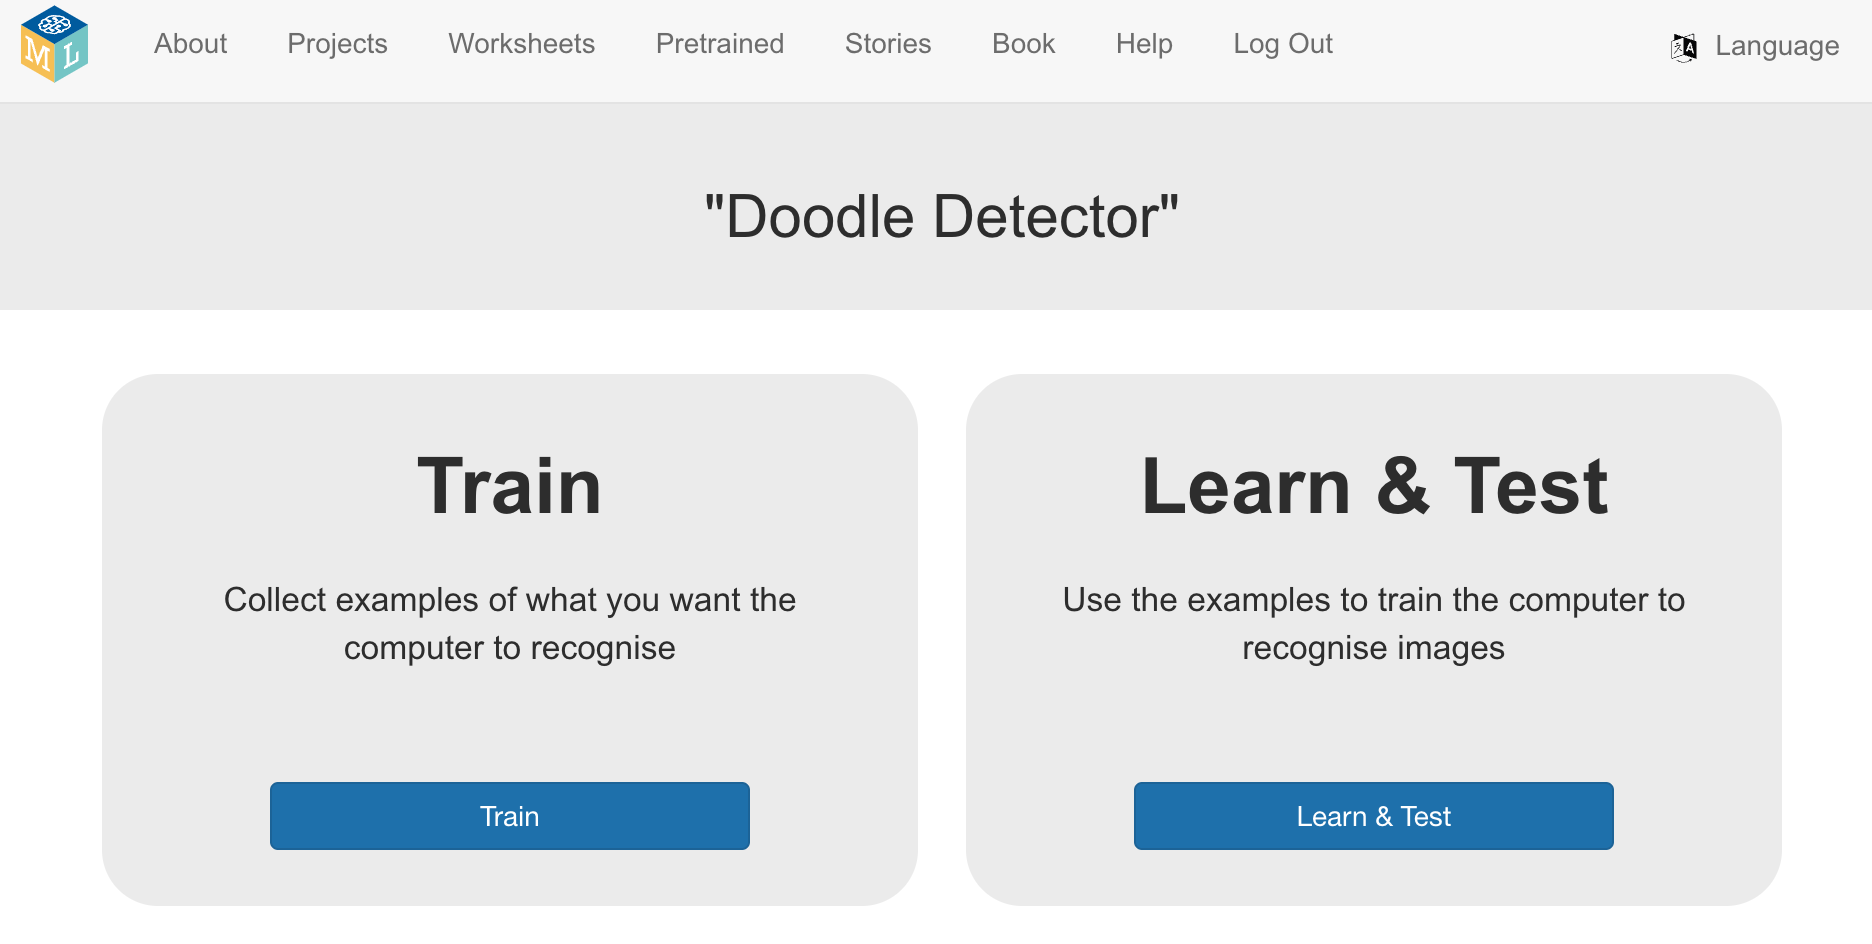 M L
About Projects Worksheets Pretrained Stories Book Help Log Out Language
"Doodle Detector"
Train
Collect examples of what you want the
computer to recognise
Train
Learn & Test
Use the examples to train the computer to
recognise images
Learn & Test